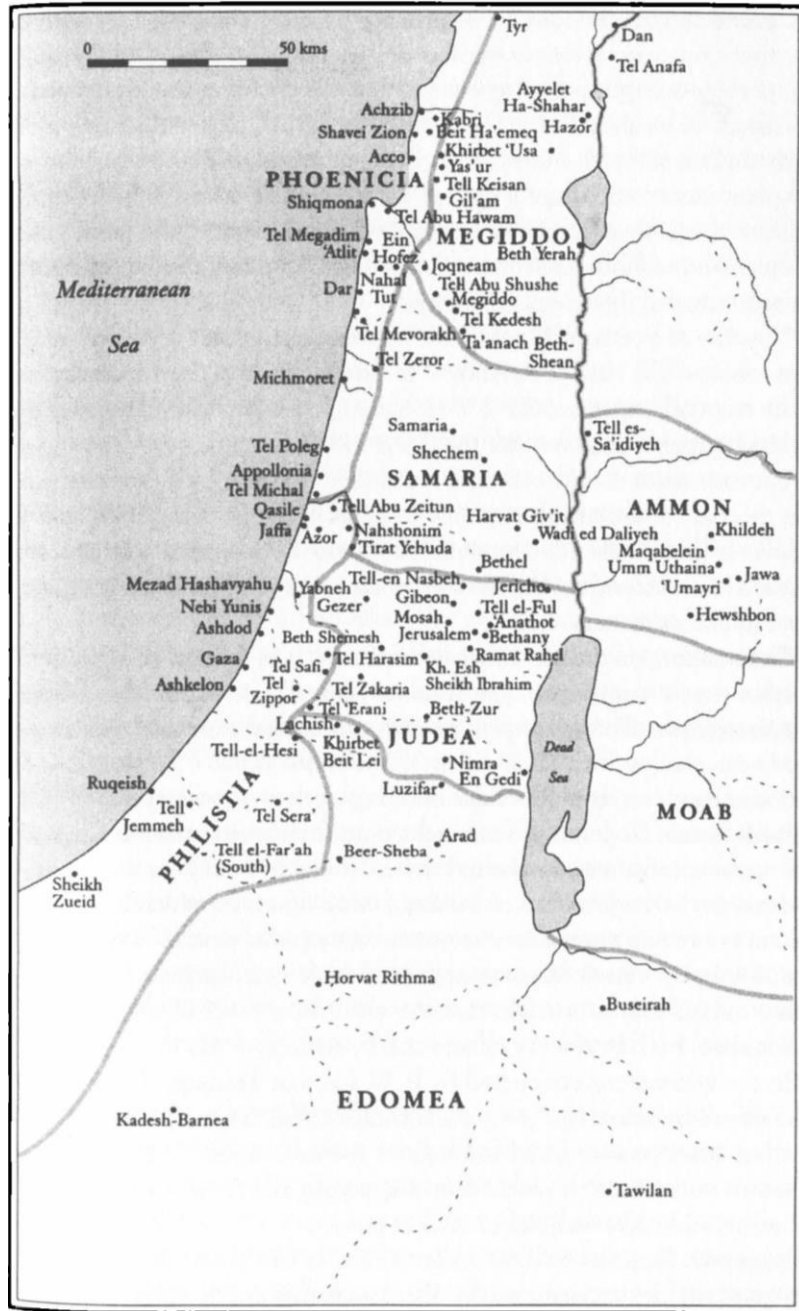 0 50 kms
Tyr
Dan
Tel Anafa
Ayyelet
Ha-Shahar
Hazor
Achzib
Kabri
Shavei Zion
Beit Ha'emeq
Khirbet 'Usa
Acco
Yas'ur
PHOENICIA
Tell Keisan
Gil'am
Shiqmona
Tel Abu Hawam
MEGIDDO
Tel Megadim
Ein
Hofez
'Adlit
Beth Yerah
Joqneam
Nahal
Tut
Tell Abu Shushe
Megiddo
Dar
Tel Kedesh
Tel Mevorakh
Ta'anach
Beth-
Shean
Mediterranean
Sea
Tel Zeror
Michmoret
Samaria
Tell es-
Sa'idiyeh
Tel Poleg
Shechem
Appollonia
SAMARIA
Tel Michal
Qasile
Tell Abu Zeitun
AMMON
Jaffa
Azor
Nahshonim
Harvat Giv'it
Wadi ed Daliyeh
Khildeh
Tirat Yehuda
Maqabelein
Bethel
Umm Uthaina
Mezad Hashavyahu
Yabneh
Tell-en Nasbeh
Jericho
'Umayri
Jawa
Nebi Yunis
Gezer
Gibeon
Tell el-Ful
Hewshbon
Ashdod
Mosah
'Anathot
Beth Shemesh
Jerusalem
Bethany
Gaza
Tel Safi
Tel Harasim
Ramat Rahel
Kh. Esh
Sheikh Ibrahim
Ashkelon
Tel
Zippor
Tel Zakaria
Tel 'Erani
Beth-Zur
Lachish
JUDEA
Tell-el-Hesi
Khirbet
Beit Lei
Dead
Sea
Nimra
En Gedi
Ruqeish
Luzifar
Tell
Jemmeh
Tel Sera'
MOAB
PHILISTIA
Arad
Tell el-Far'ah
(South)
Beer-Sheba
Sheikh
Zueid
Horvat Rithma
Buseirah
EDOMEA
Kadesh-Barnea
Tawilan